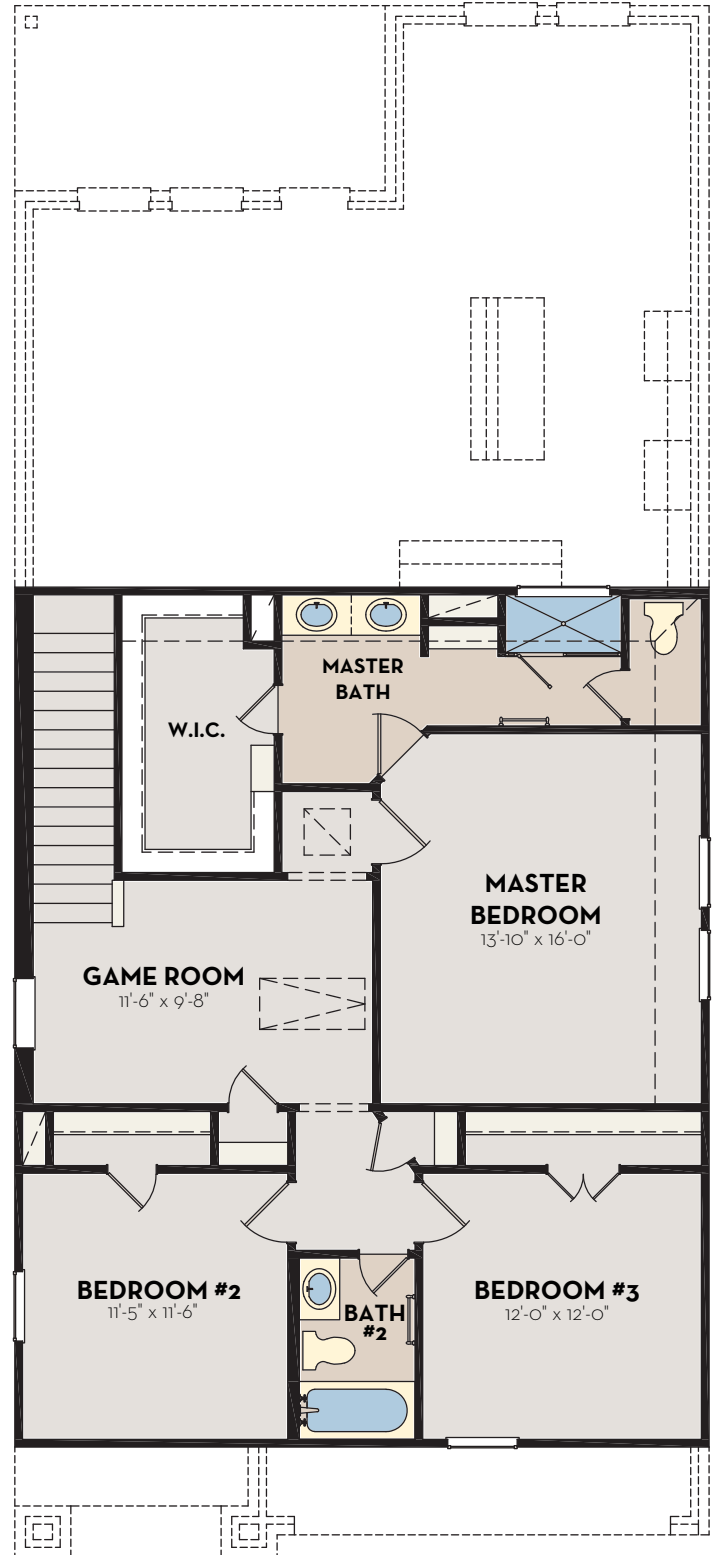 MASTER
BATH
W.I.C.
MASTER
BEDROOM
13'-10" x 16'-0"
GAME ROOM
11'-6" x 9'-8"
BEDROOM #2
11'-5" x 11'-6"
BATH
#2
BEDROOM #3
12'-0" x 12'-0"